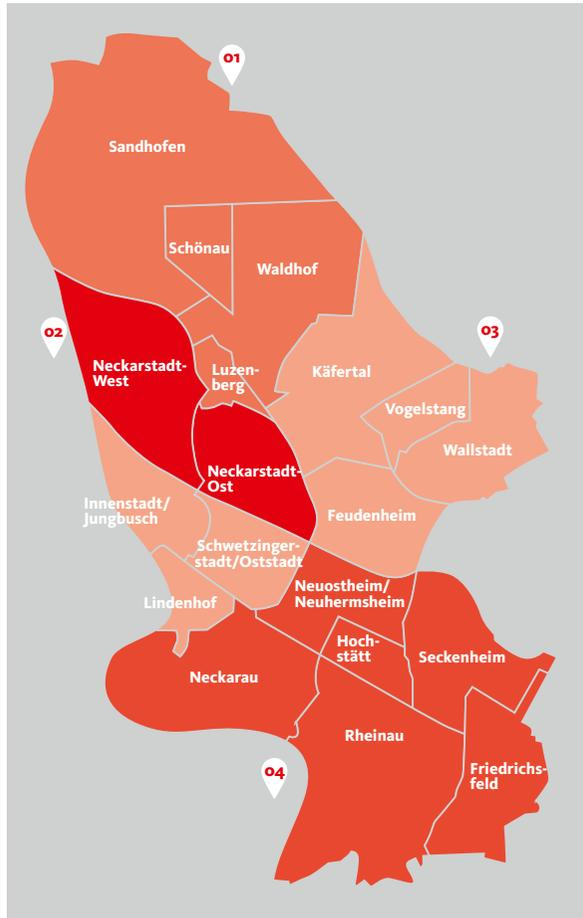 01
Sandhofen
Schönau
Waldhof
02
03
Neckarstadt-
West
Luzen-
berg
Käfertal
Vogelstang
Wallstadt
Neckarstadt-
Ost
Innenstadt/
Jungbusch
Feudenheim
Schwetzinger-
stadt/Oststadt
Neuostheim/
Neuhermsheim
Lindenhof
Hoch-
stätt
Seckenheim
Neckarau
Rheinau
04
Friedrichs-
feld